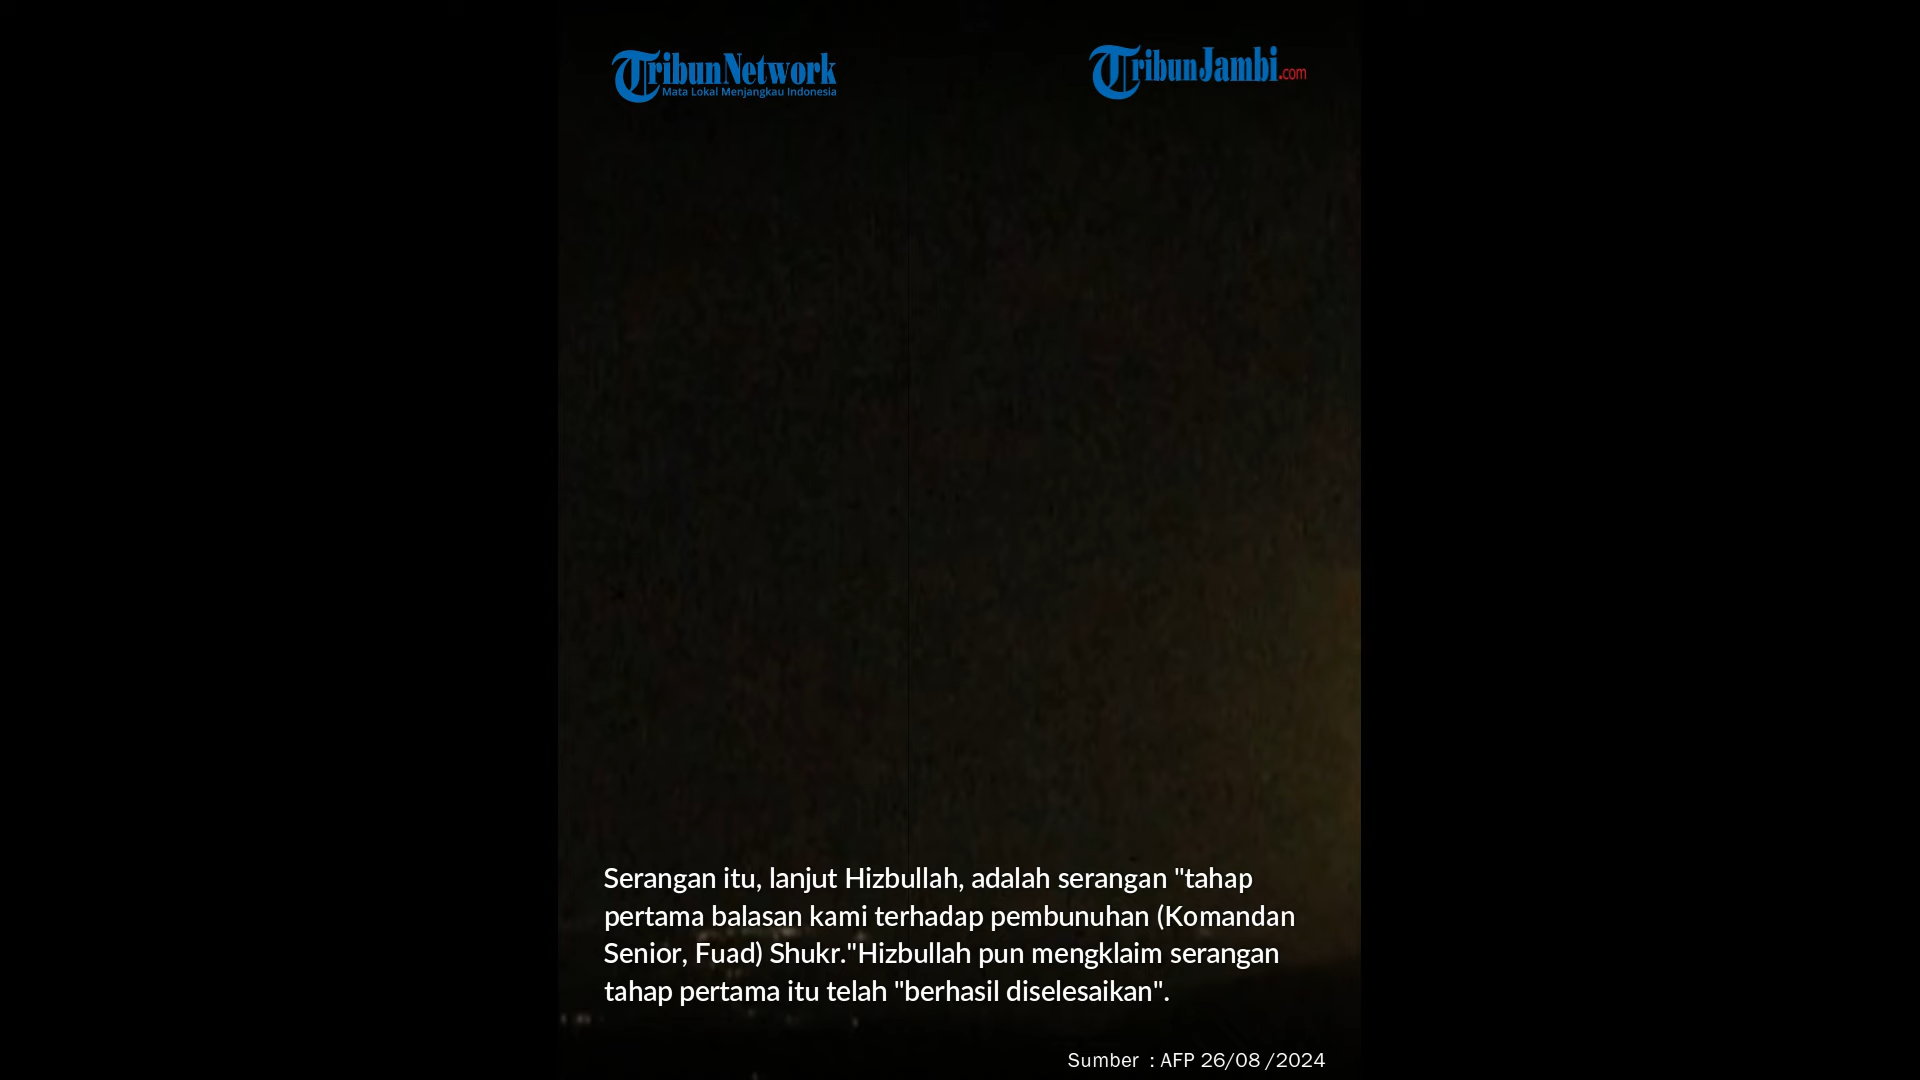 TribunNetwork
Mata Lokal Menjangkau Indonesia
TribunJambi.com
Serangan itu, lanjut Hizbullah, adalah serangan "tahap
pertama balasan kami terhadap pembunuhan (Komandan
Senior, Fuad) Shukr."Hizbullah pun mengklaim serangan
tahap pertama itu telah "berhasil diselesaikan".
Sumber : AFP 26/08 /2024